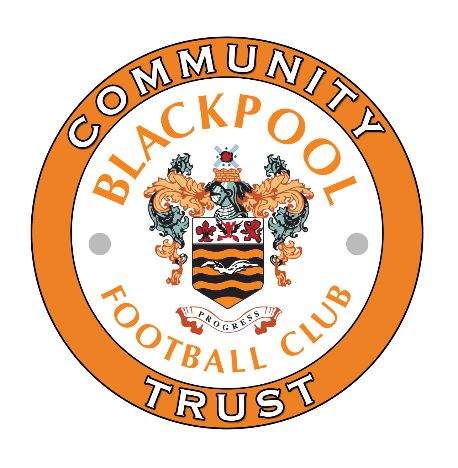 COMMUNITY
BLACKPOOL
PROGRESS
FOOTBALL CLUB
TRUST